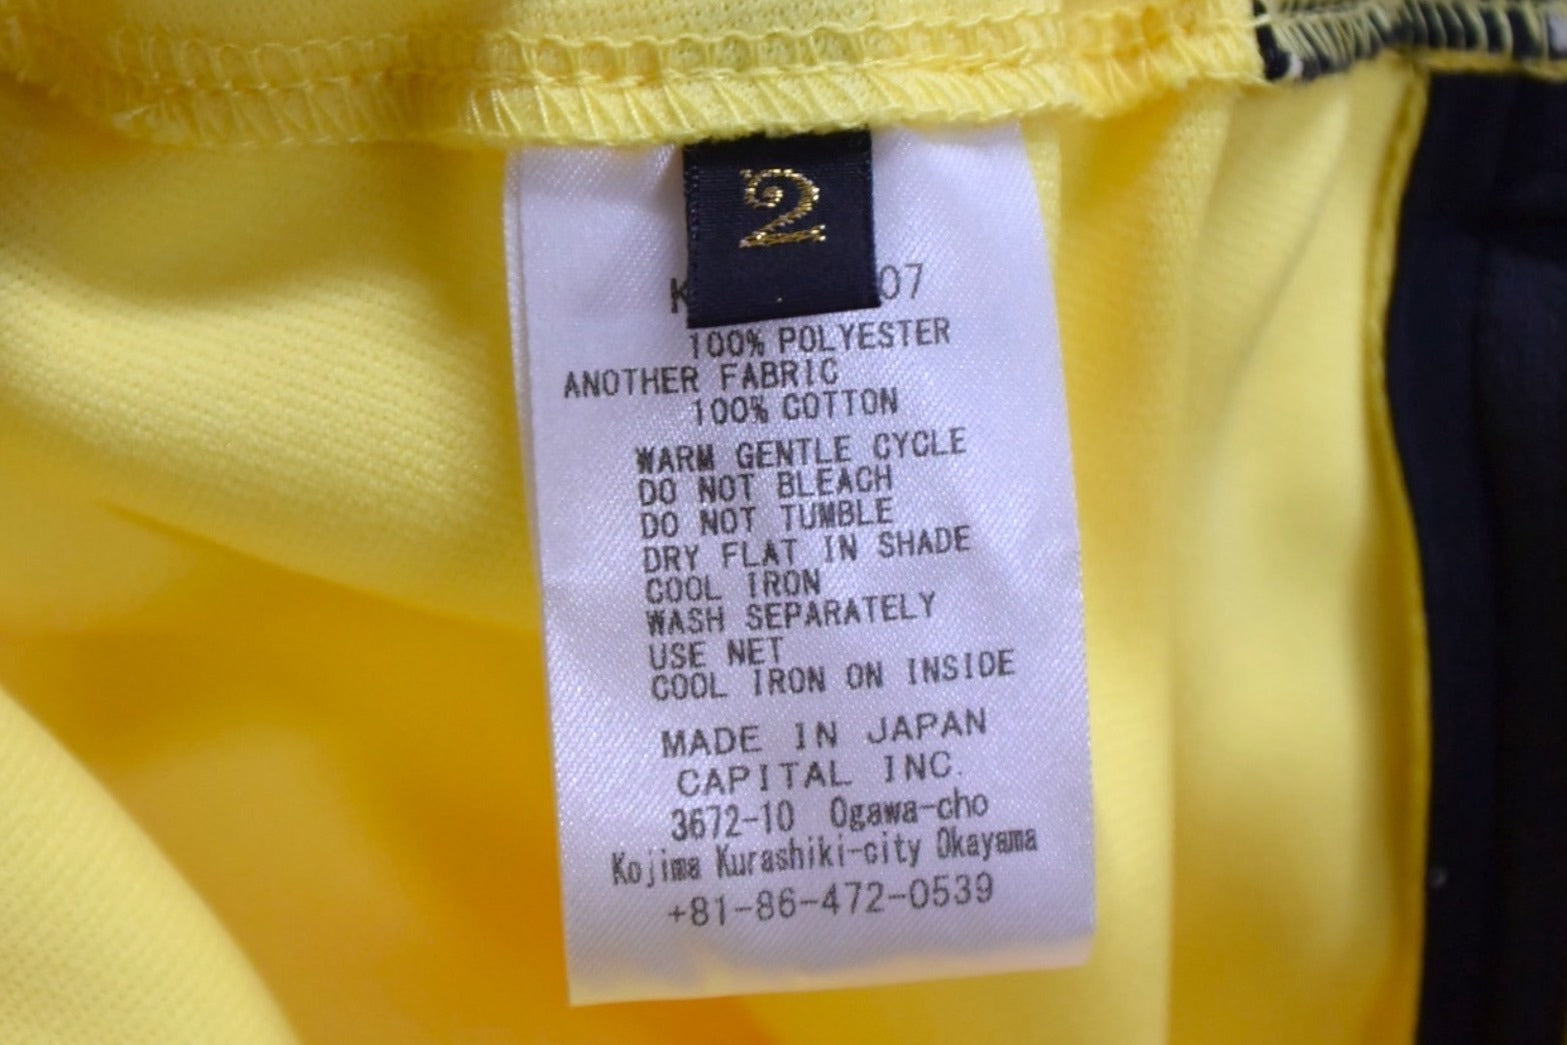 2
100% POLYESTER
ANOTHER FABRIC
100% COTTON
WARM GENTLE CYCLE
DO NOT BLEACH
DO NOT TUMBLE
DRY FLAT IN SHADE
COOL IRON
WASH SEPARATELY
USE NET
COOL IRON ON INSIDE
MADE IN JAPAN
CAPITAL INC.
3672-10 Ogawa-cho
Kojima Kurashiki-city Okayama
+81-86-472-0539